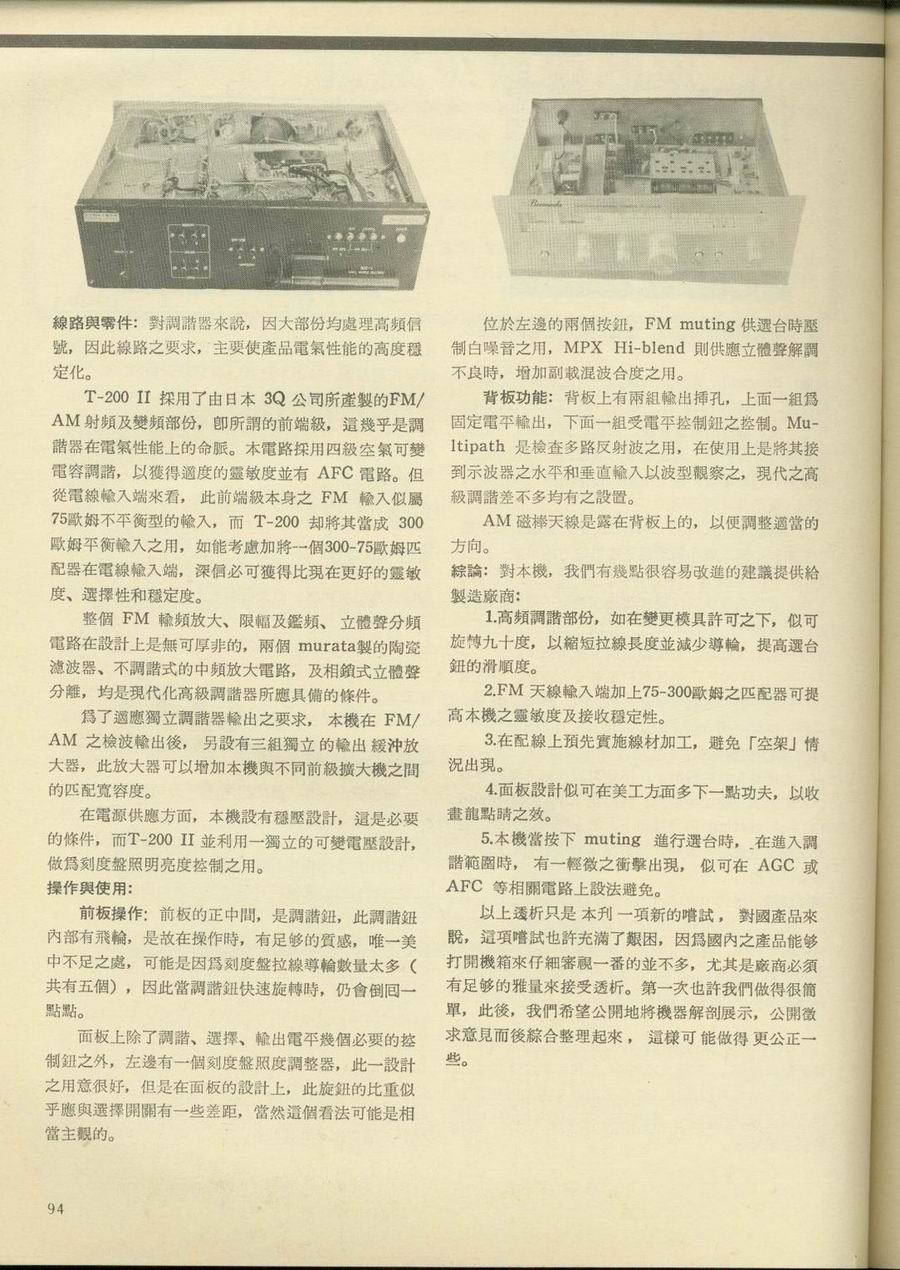 Bermuda
線路與零件：對調諧器來說，因大部份均處理高頻信
號，因此線路之要求，主要使產品電氣性能的高度穩
定化。
T-200 II 採用了由日本 3Q 公司所產製的FM/
AM射頻及變頻部份，卽所謂的前端級，這幾乎是調
諧器在電氣性能上的命脈。本電路採用四級空氣可變
電容調諧，以獲得適度的靈敏度並有 AFC 電路。但
從電線輸入端來看， 此前端級本身之 FM 輸入似屬
75歐姆不平衡型的輸入，而 T-200 却將其當成 300
歐姆平衡輸入之用，如能考慮加將一個300-75歐姆匹
配器在電線輸入端，深信必可獲得比現在更好的靈敏
度、選擇性和穩定度。
整個 FM 輸頻放大、限幅及鑑頻、立體聲分頻
電路在設計上是無可厚非的，兩個 murata製的陶瓷
濾波器、不調諧式的中頻放大電路，及相鎖式立體聲
分離，均是現代化高級調諧器所應具備的條件。
爲了適應獨立調諧器輸出之要求， 本機在 FM/
AM 之檢波輸出後， 另設有三組獨立的輸出緩沖放
大器，此放大器可以增加本機與不同前級擴大機之間
的匹配寬容度。
在電源供應方面，本機設有穩壓設計，這是必要
的條件，而T-200 II 並利用一獨立的可變電壓設計，
做爲刻度盤照明亮度控制之用。
操作與使用：
前板操作：前板的正中間，是調諧鈕，此調諧鈕
內部有飛輪，是故在操作時，有足够的質感，唯一美
中不足之處，可能是因爲刻度盤拉線導輪數量太多（
共有五個），因此當調諧鈕快速旋轉時，仍會倒回一
點點。
面板上除了調諧、選擇、輸出電平幾個必要的控
制鈕之外，左邊有一個刻度盤照度調整器，此一設計
之用意很好，但是在面板的設計上，此旋鈕的比重似
乎應與選擇開關有一些差距，當然這個看法可能是相
當主觀的。
位於左邊的兩個按鈕，FM muting 供選台時壓
制白噪音之用，MPX Hi-blend 則供應立體聲解調
不良時，增加副載混波合度之用。
背板功能：背板上有兩組輸出揷孔，上面一組爲
固定電平輸出，下面一組受電平控制鈕之控制。Mu-
ltipath 是檢查多路反射波之用，在使用上是將其接
到示波器之水平和垂直輸入以波型觀察之，現代之高
級調諧差不多均有之設置。
AM 磁棒天線是露在背板上的，以便調整適當的
方向。
綜論：對本機，我們有幾點很容易改進的建議提供給
製造廠商：
1.高頻調諧部份，如在變更模具許可之下，似可
旋轉九十度，以縮短拉線長度並減少導輪，提高選台
鈕的滑順度。
2.FM 天線輸入端加上75-300歐姆之匹配器可提
高本機之靈敏度及接收穩定性。
3.在配線上預先實施線材加工，避免「空架」情
況出現。
4.面板設計似可在美工方面多下一點功夫，以收
畫龍點睛之效。
5.本機當按下 muting 進行選台時，在進入調
諧範圍時， 有一輕微之衝擊出現， 似可在 AGC 或
AFC 等相關電路上設法避免。
以上透析只是本刊一項新的嚐試， 對國產品來
說，這項嚐試也許充滿了艱困，因爲國內之產品能够
打開機箱來仔細審視一番的並不多，尤其是廠商必須
有足够的雅量來接受透析。第一次也許我們做得很簡
單，此後，我們希望公開地將機器解剖展示，公開徵
求意見而後綜合整理起來， 這樣可能做得更公正一
些。
94